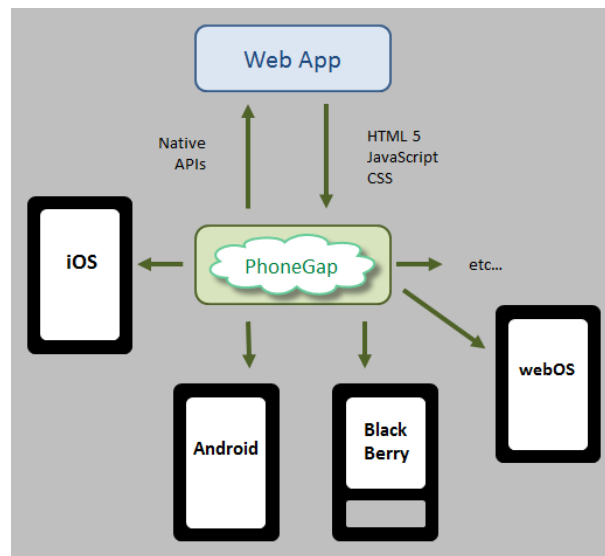 Web App
Native
APIs
HTML 5
JavaScript
CSS
iOS
PhoneGap
etc...
webOS
Android
Black
Berry